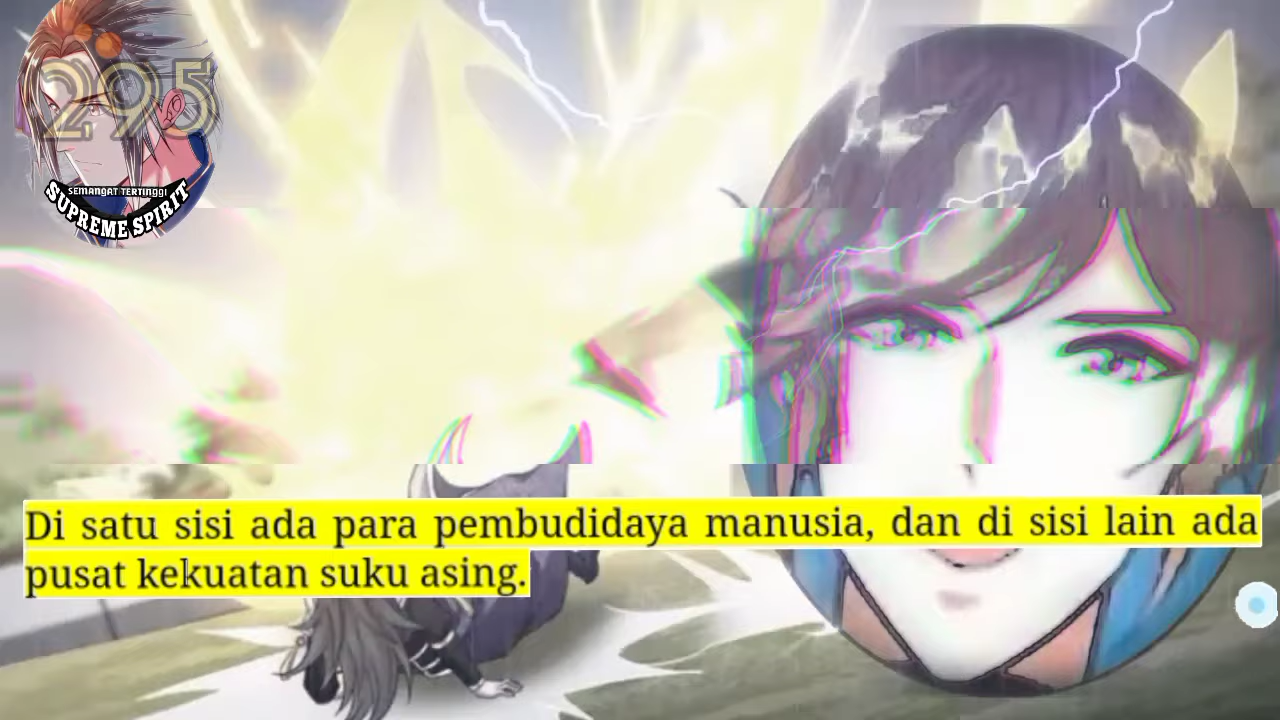 295
SEMANGAT TERTINGGI
SUPREME SPIRIT
Di satu sisi ada para pembudidaya manusia, dan di sisi lain ada
pusat kekuatan suku asing.